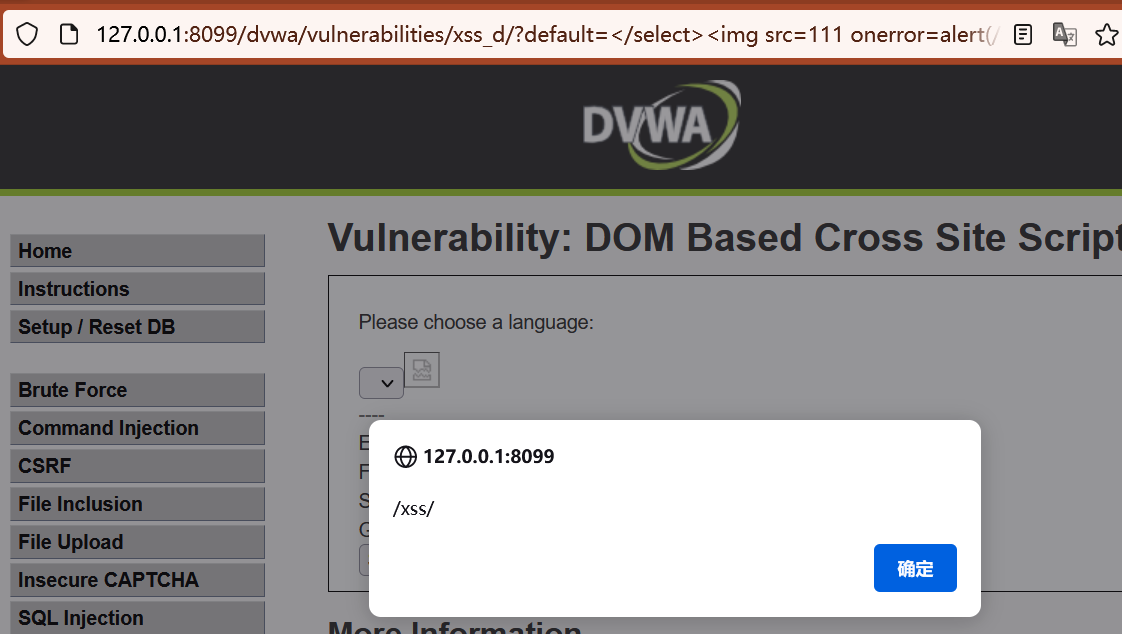 127.0.0.1:8099/dvwa/vulnerabilities/xss_d/?default=</select><img src=111 onerror=alert(/
DVWA
Vulnerability: DOM Based Cross Site Script
Home
Instructions
Setup / Reset DB
Please choose a language:
Brute Force
Command Injection
CSRF
File Inclusion
File Upload
Insecure CAPTCHA
SQL Injection
----
E
F
S
G
127.0.0.1:8099
/xss/
确定
More Information